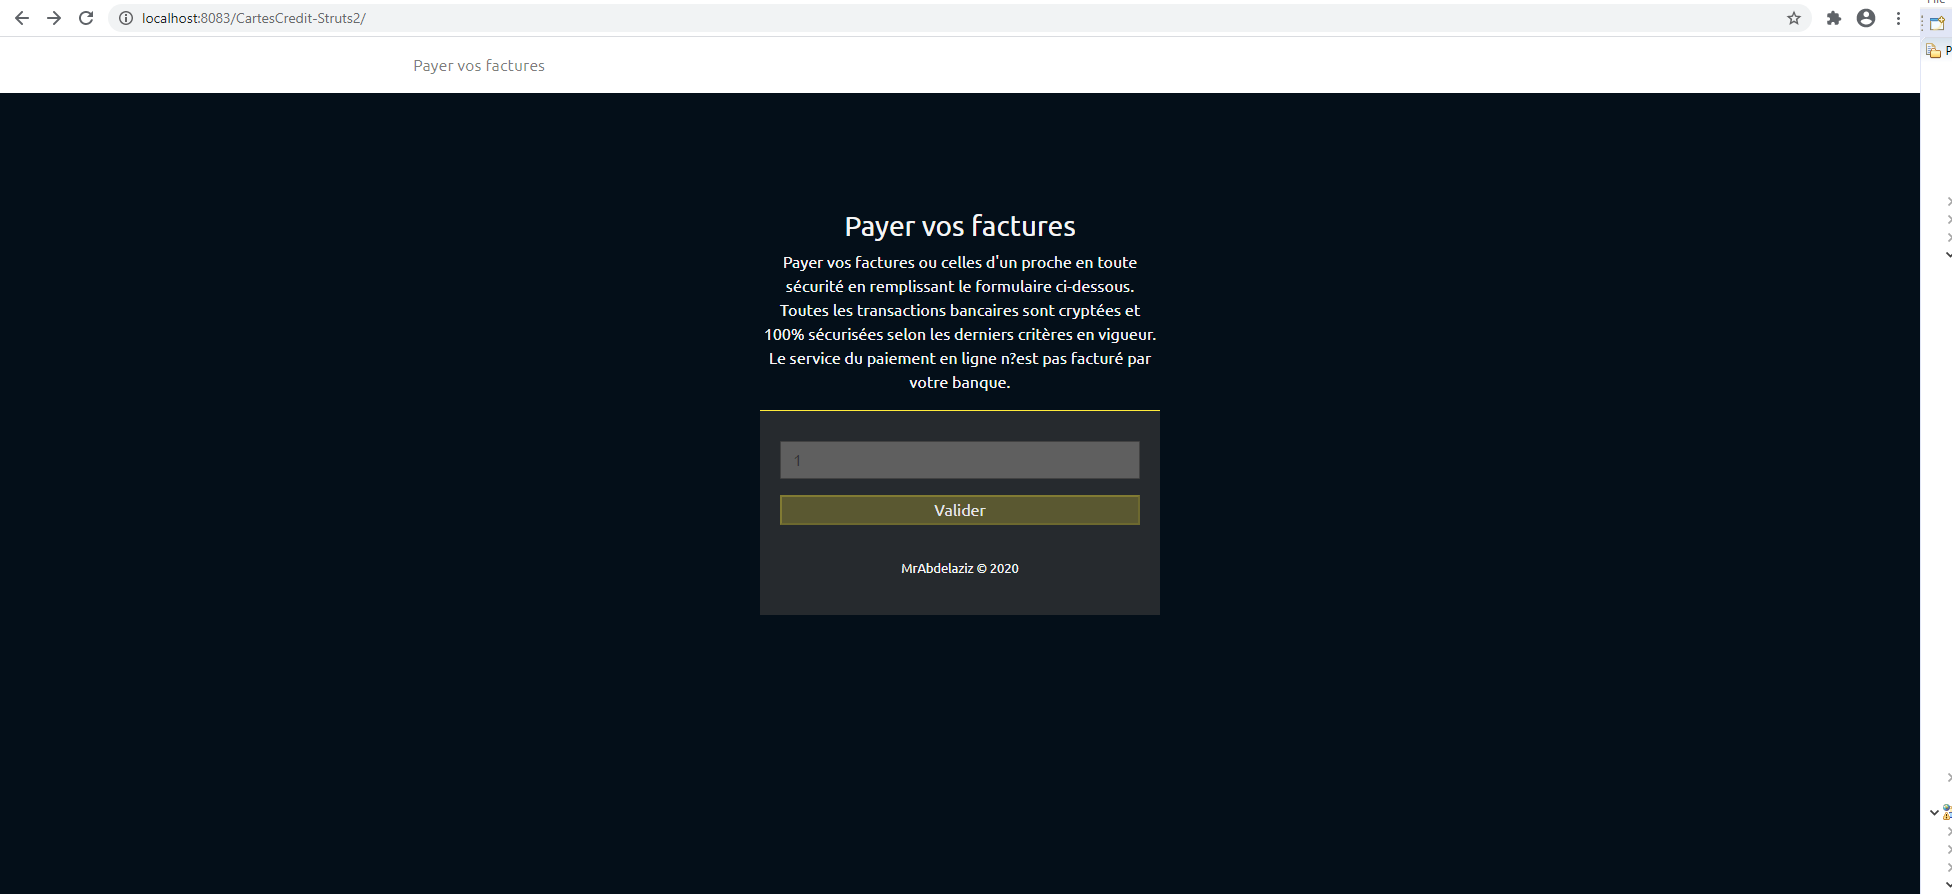 localhost:8083/CartesCredit-Struts2/
Payer vos factures
Payer vos factures
Payer vos factures ou celles d'un proche en toute
sécurité en remplissant le formulaire ci-dessous.
Toutes les transactions bancaires sont cryptées et
100% sécurisées selon les derniers critères en vigueur.
Le service du paiement en ligne n?est pas facturé par
votre banque.
1
Valider
MrAbdelaziz © 2020
P